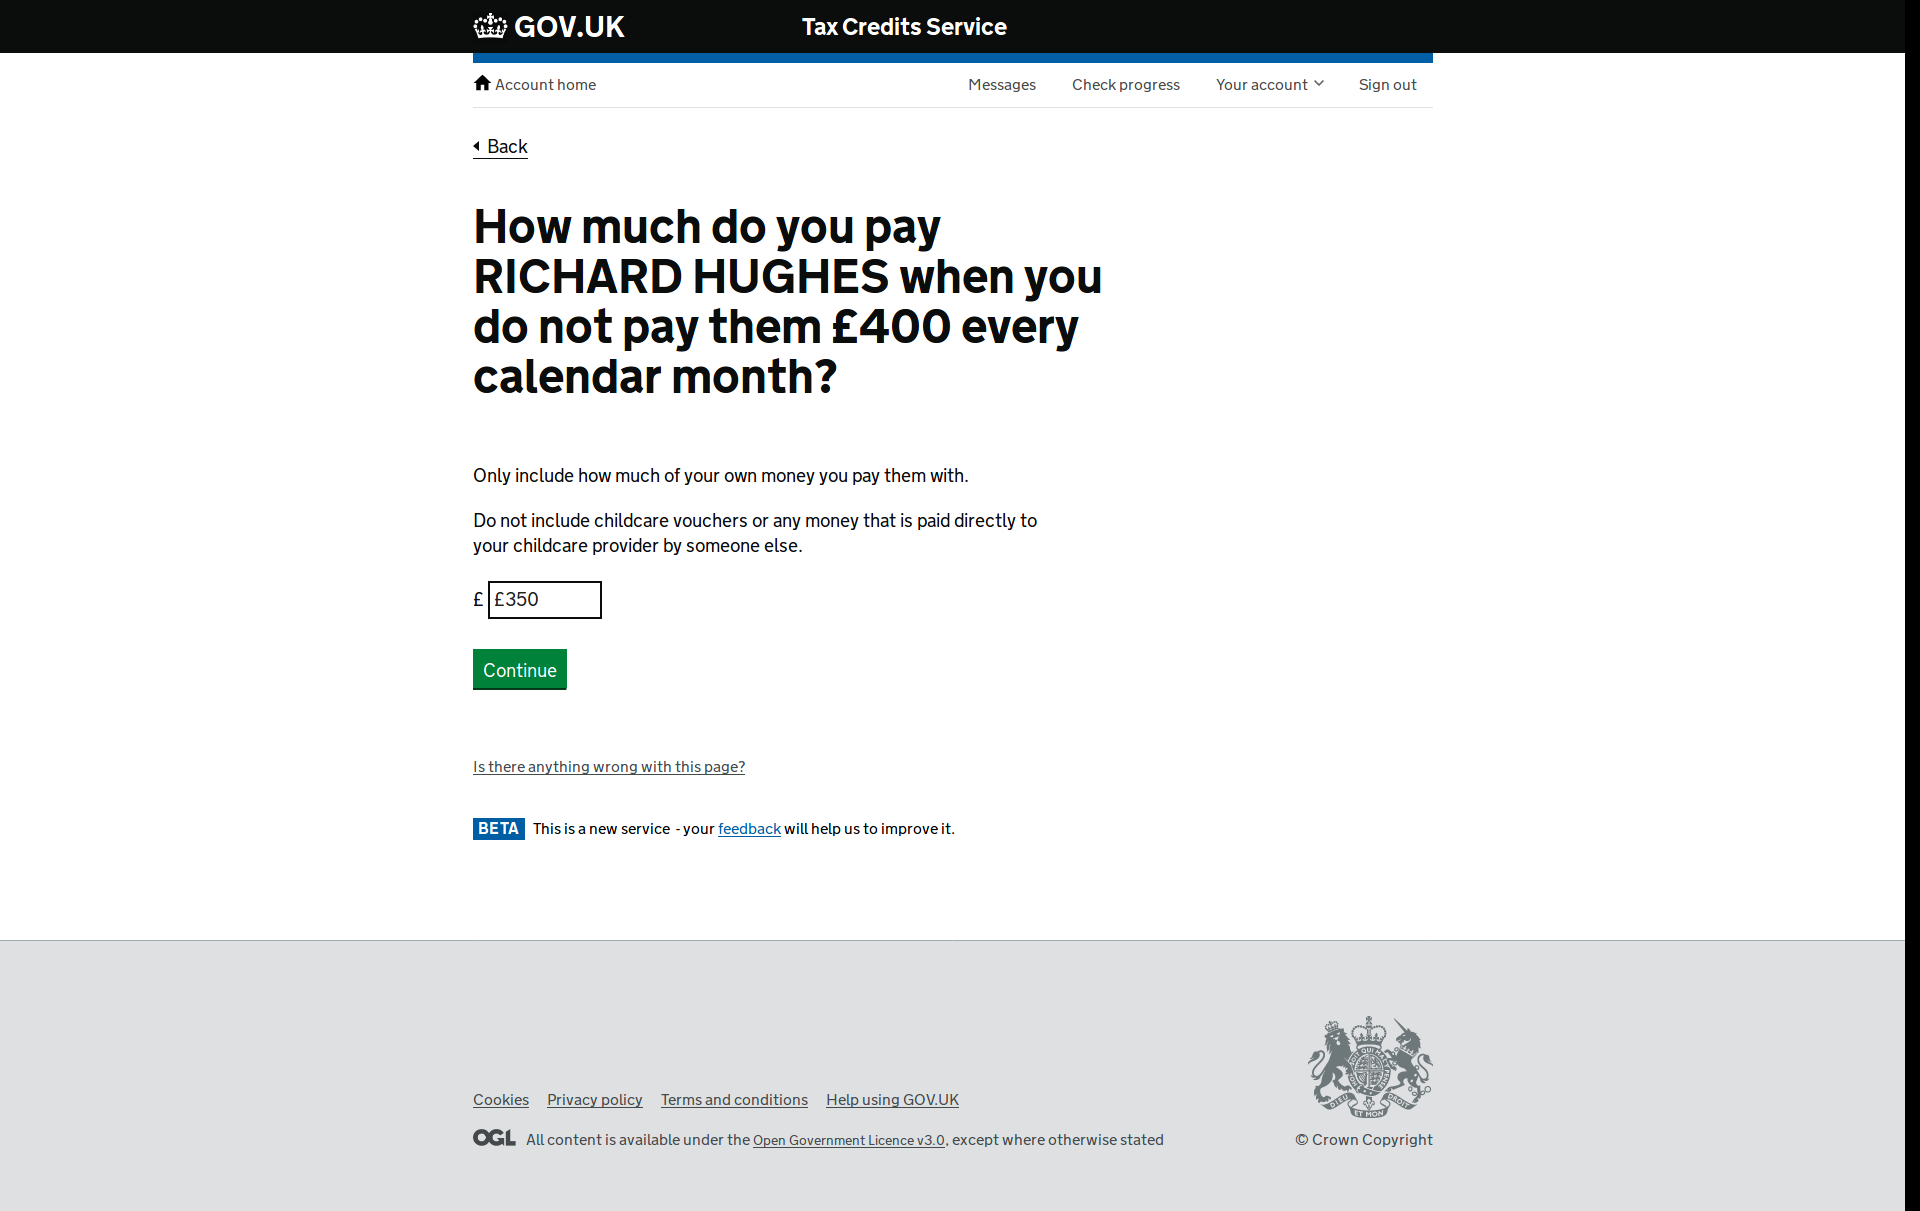 GOV.UK
Tax Credits Service
Account home
Messages
Check progress
Your account
Sign out
Back
How much do you pay
RICHARD HUGHES when you
do not pay them £400 every
calendar month?
Only include how much of your own money you pay them with.
Do not include childcare vouchers or any money that is paid directly to
your childcare provider by someone else.
£ £350
Continue
Is there anything wrong with this page?
BETA This is a new service - your feedback will help us to improve it.
Cookies
Privacy policy
Terms and conditions
Help using GOV.UK
OGL All content is available under the Open Government Licence v3.0, except where otherwise stated
DIEU ET MON DROIT
© Crown Copyright